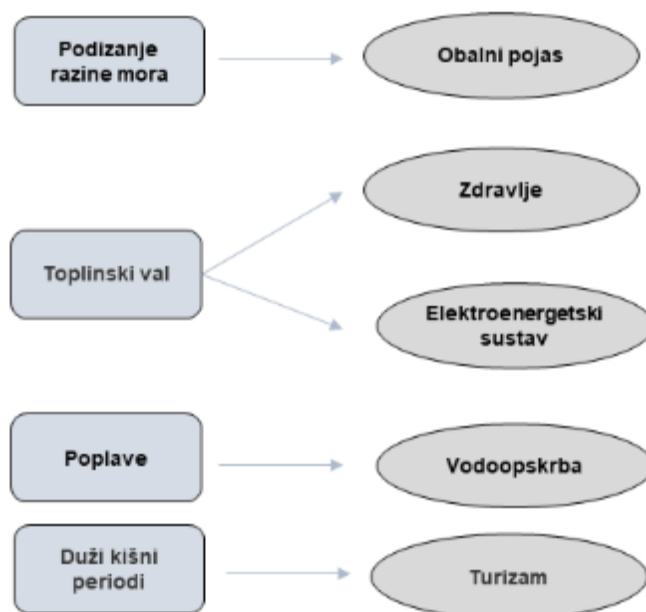 Podizanje
razine mora
Obalni pojas
Zdravlje
Toplinski val
Elektroenergetski
sustav
Poplave
Vodoopskrba
Duži kišni
periodi
Turizam